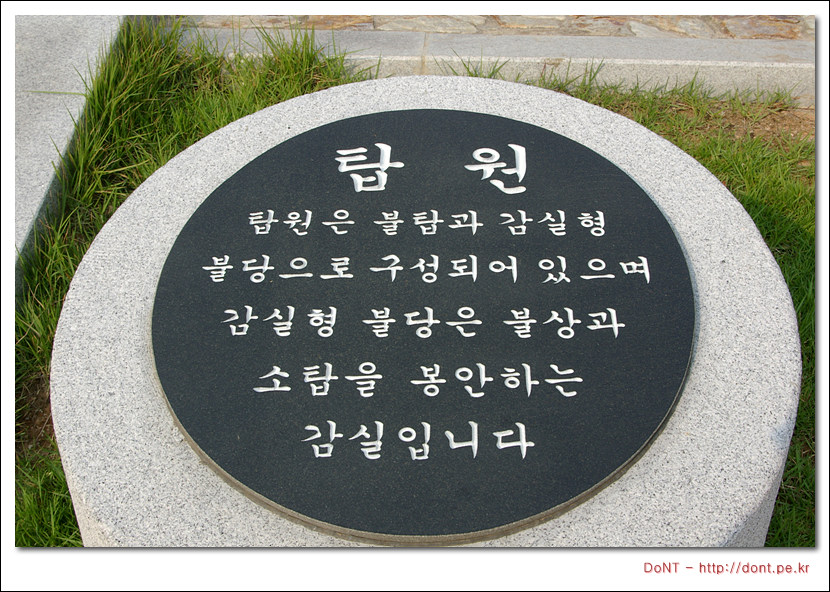 탑 원
탑원은 불탑과 감실형
불당으로 구성되어 있으며
감실형 불당은 불상과
소탑을 봉안하는
감실입니다
DoNT - http://dont.pe.kr